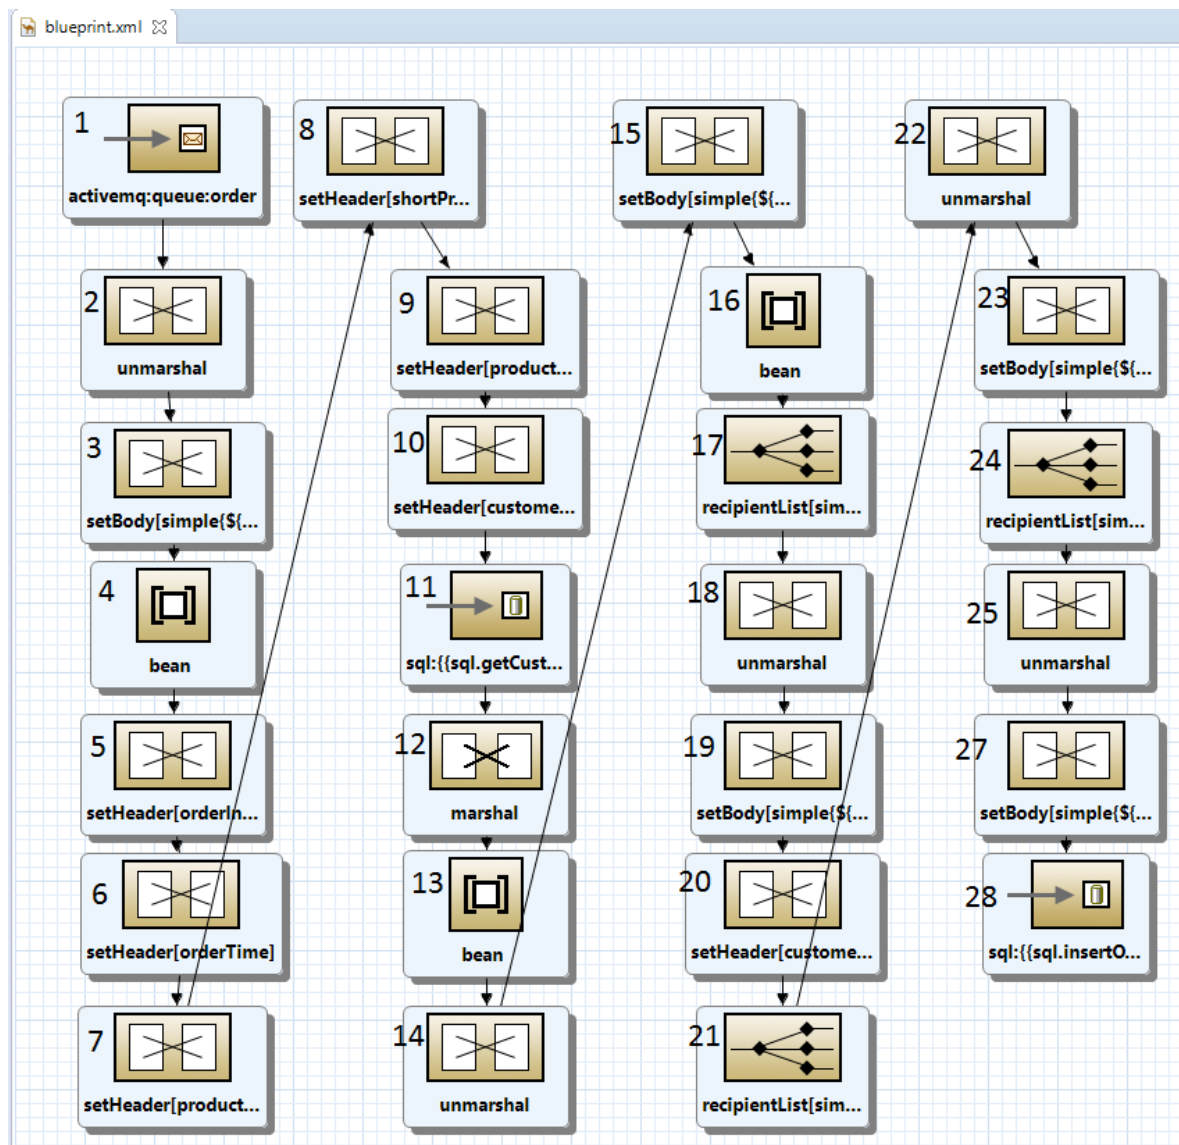 blueprint.xml
1
activemq:queue:order
2
unmarshal
3
setBody[simple{${...
4
bean
5
setHeader[orderIn...
6
setHeader[orderTime]
7
setHeader[product...
8
setHeader[shortPr...
9
setHeader[product...
10
setHeader[custome...
11
sql:{{sql.getCust...
12
marshal
13
bean
14
unmarshal
15
setBody[simple{${...
16
bean
17
recipientList[sim...
18
unmarshal
19
setBody[simple{${...
20
setHeader[custome...
21
recipientList[sim...
22
unmarshal
23
setBody[simple{${...
24
recipientList[sim...
25
unmarshal
27
setBody[simple{${...
28
sql:{{sql.insertO...